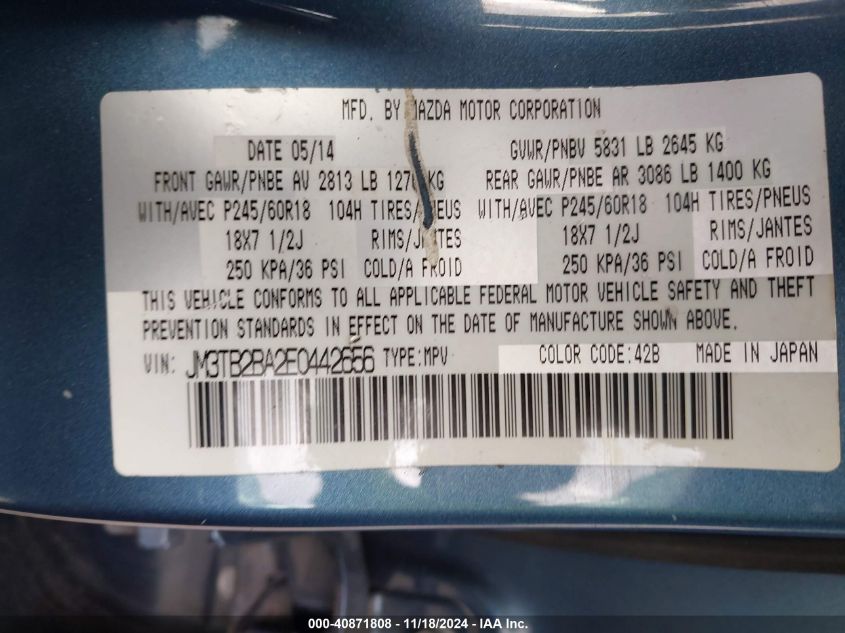 MFD. BY MAZDA MOTOR CORPORATION
DATE 05/14 GVWR/PNBV 5831 LB 2645 KG
FRONT GAWR/PNBE AV 2813 LB 1276 KG REAR GAWR/PNBE AR 3086 LB 1400 KG
WITH/AVEC P245/60R18 104H TIRES/PNEUS WITH/AVEC P245/60R18 104H TIRES/PNEUS
18X7 1/2J RIMS/JANTES 18X7 1/2J RIMS/JANTES
250 KPA/36 PSI COLD/A FROID 250 KPA/36 PSI COLD/A FROID
THIS VEHICLE CONFORMS TO ALL APPLICABLE FEDERAL MOTOR VEHICLE SAFETY AND THEFT
PREVENTION STANDARDS IN EFFECT ON THE DATE OF MANUFACTURE SHOWN ABOVE.
VIN: JM3TB2BA2E0442656 TYPE:MPV COLOR CODE:42B MADE IN JAPAN
© 40871808 - 11/18/2024 - IAA Inc.